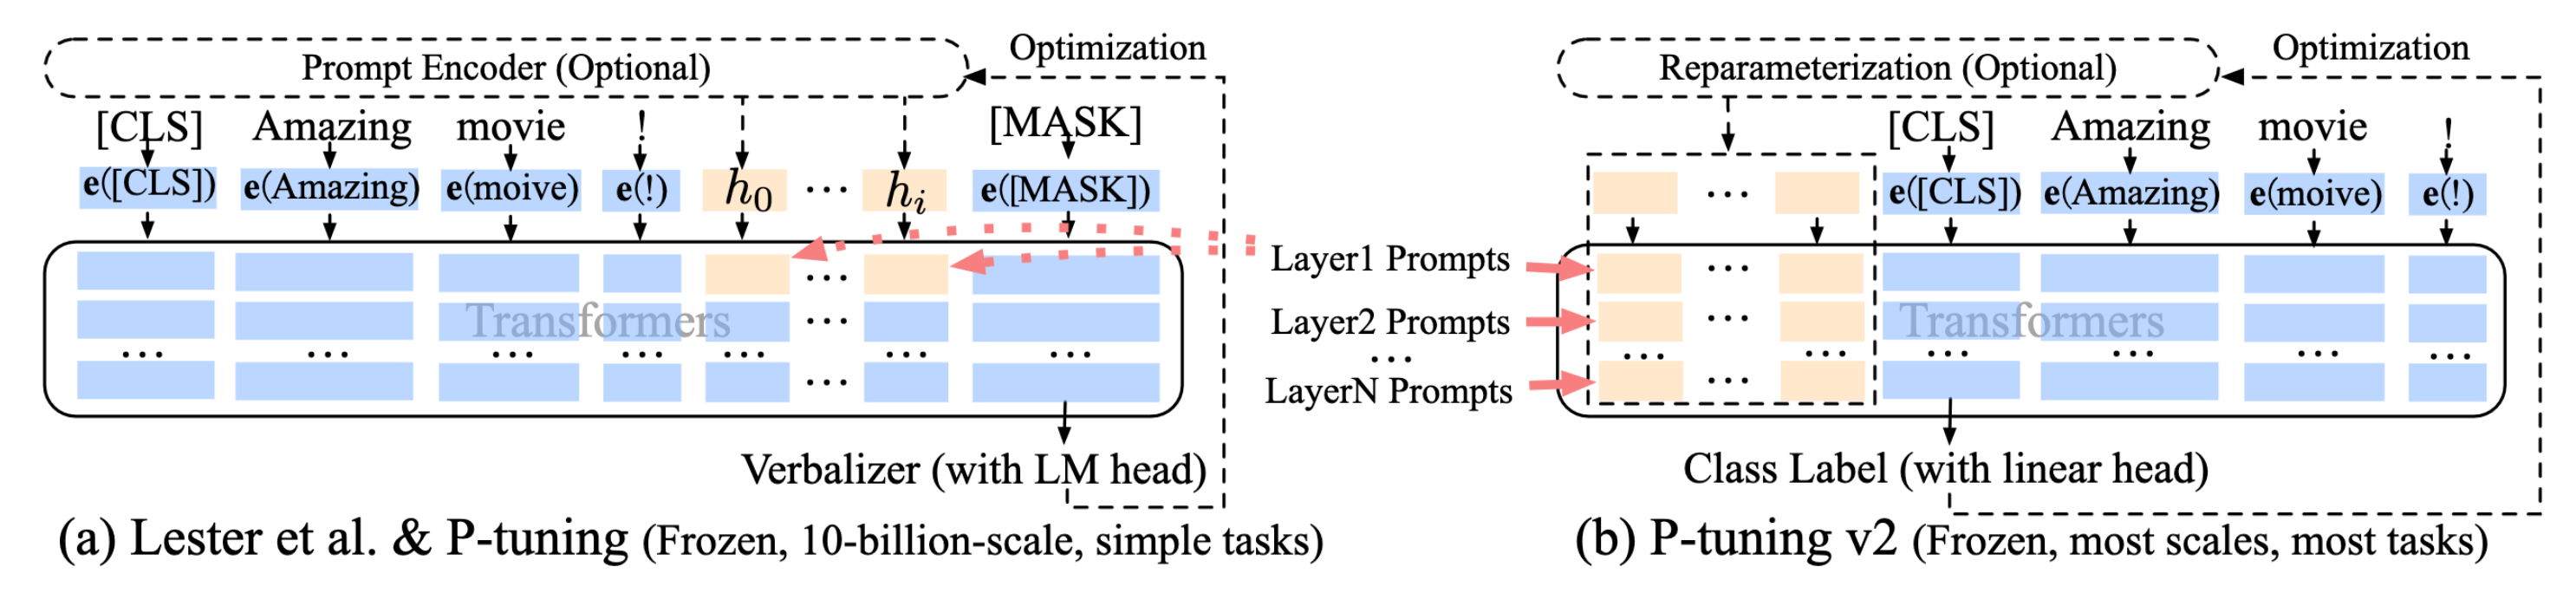 Prompt Encoder (Optional)
Optimization
[CLS] Amazing movie ! [MASK]
e([CLS]) e(Amazing) e(moive) e(!) h0 ... hi e([MASK])
...
Transformers ...
... ... ... ... ... ... ...
...
Verbalizer (with LM head)
(a) Lester et al. & P-tuning (Frozen, 10-billion-scale, simple tasks)
Layer1 Prompts
Layer2 Prompts
...
LayerN Prompts
Reparameterization (Optional)
Optimization
[CLS] Amazing movie !
... e([CLS]) e(Amazing) e(moive) e(!)
...
... Transformers
... ... ... ... ... ...
...
Class Label (with linear head)
(b) P-tuning v2 (Frozen, most scales, most tasks)